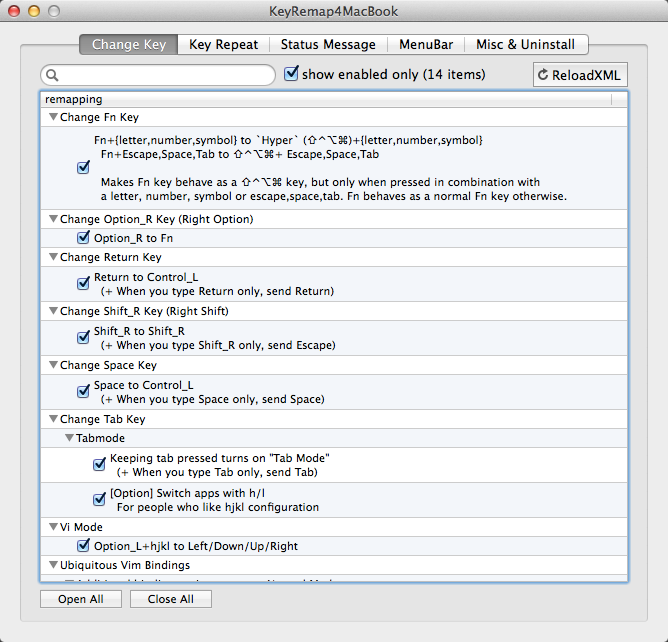 KeyRemap4MacBook
Change Key Key Repeat Status Message MenuBar Misc & Uninstall
show enabled only (14 items) ReloadXML
remapping
Change Fn Key
Fn+{letter,number,symbol} to `Hyper` (⇧^⌥⌘)+{letter,number,symbol}
Fn+Escape,Space,Tab to ⇧^⌥⌘+ Escape,Space,Tab
Makes Fn key behave as a ⇧^⌥⌘ key, but only when pressed in combination with
a letter, number, symbol or escape,space,tab. Fn behaves as a normal Fn key otherwise.
Change Option_R Key (Right Option)
Option_R to Fn
Change Return Key
Return to Control_L
(+ When you type Return only, send Return)
Change Shift_R Key (Right Shift)
Shift_R to Shift_R
(+ When you type Shift_R only, send Escape)
Change Space Key
Space to Control_L
(+ When you type Space only, send Space)
Change Tab Key
Tabmode
Keeping tab pressed turns on "Tab Mode"
(+ When you type Tab only, send Tab)
[Option] Switch apps with h/l
For people who like hjkl configuration
Vi Mode
Option_L+hjkl to Left/Down/Up/Right
Ubiquitous Vim Bindings
Open All Close All